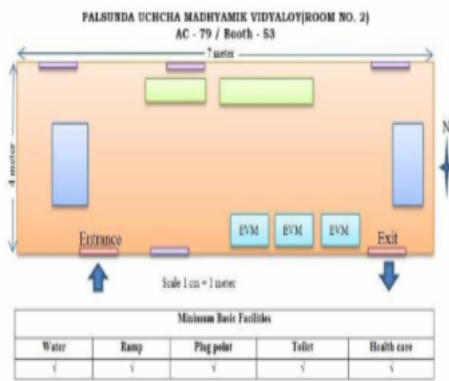 PALSUNDA UCHCHA MADHYAMIK VIDYALOY(ROOM NO. 2)
AC - 79 / Booth - 53
7 meter
4 meter
N
EVM EVM EVM
Entrance
Exit
Scale 1 cm = 1 meter
Minimum Basic Facilities
Water Ramp Plug point Toilet Health care
√ √ √ √ √